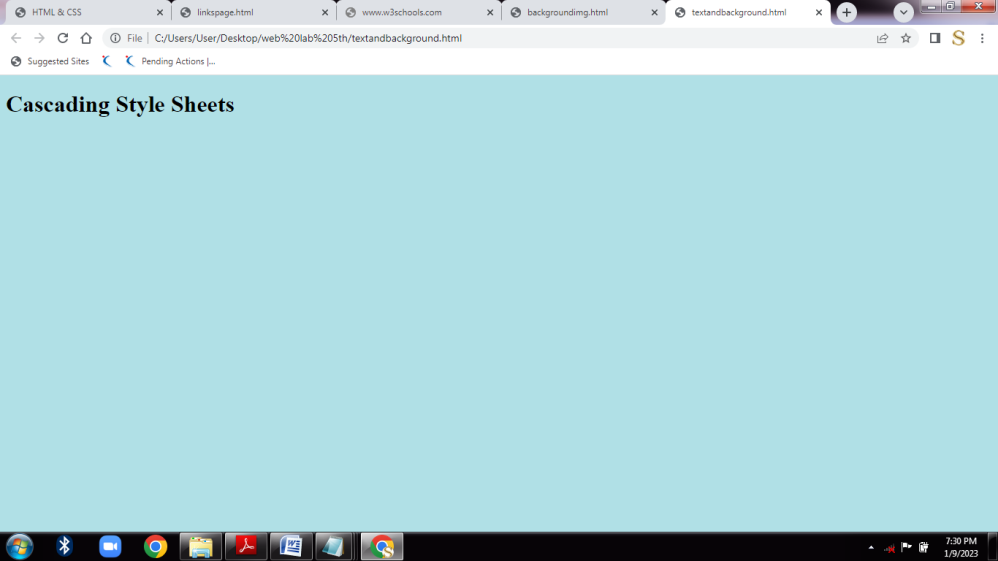 HTML & CSS
linkspage.html
www.w3schools.com
backgroundimg.html
textandbackground.html
File
C:/Users/User/Desktop/web%20lab%205th/textandbackground.html
S
Suggested Sites
Pending Actions |...
Cascading Style Sheets
7:30 PM
1/9/2023